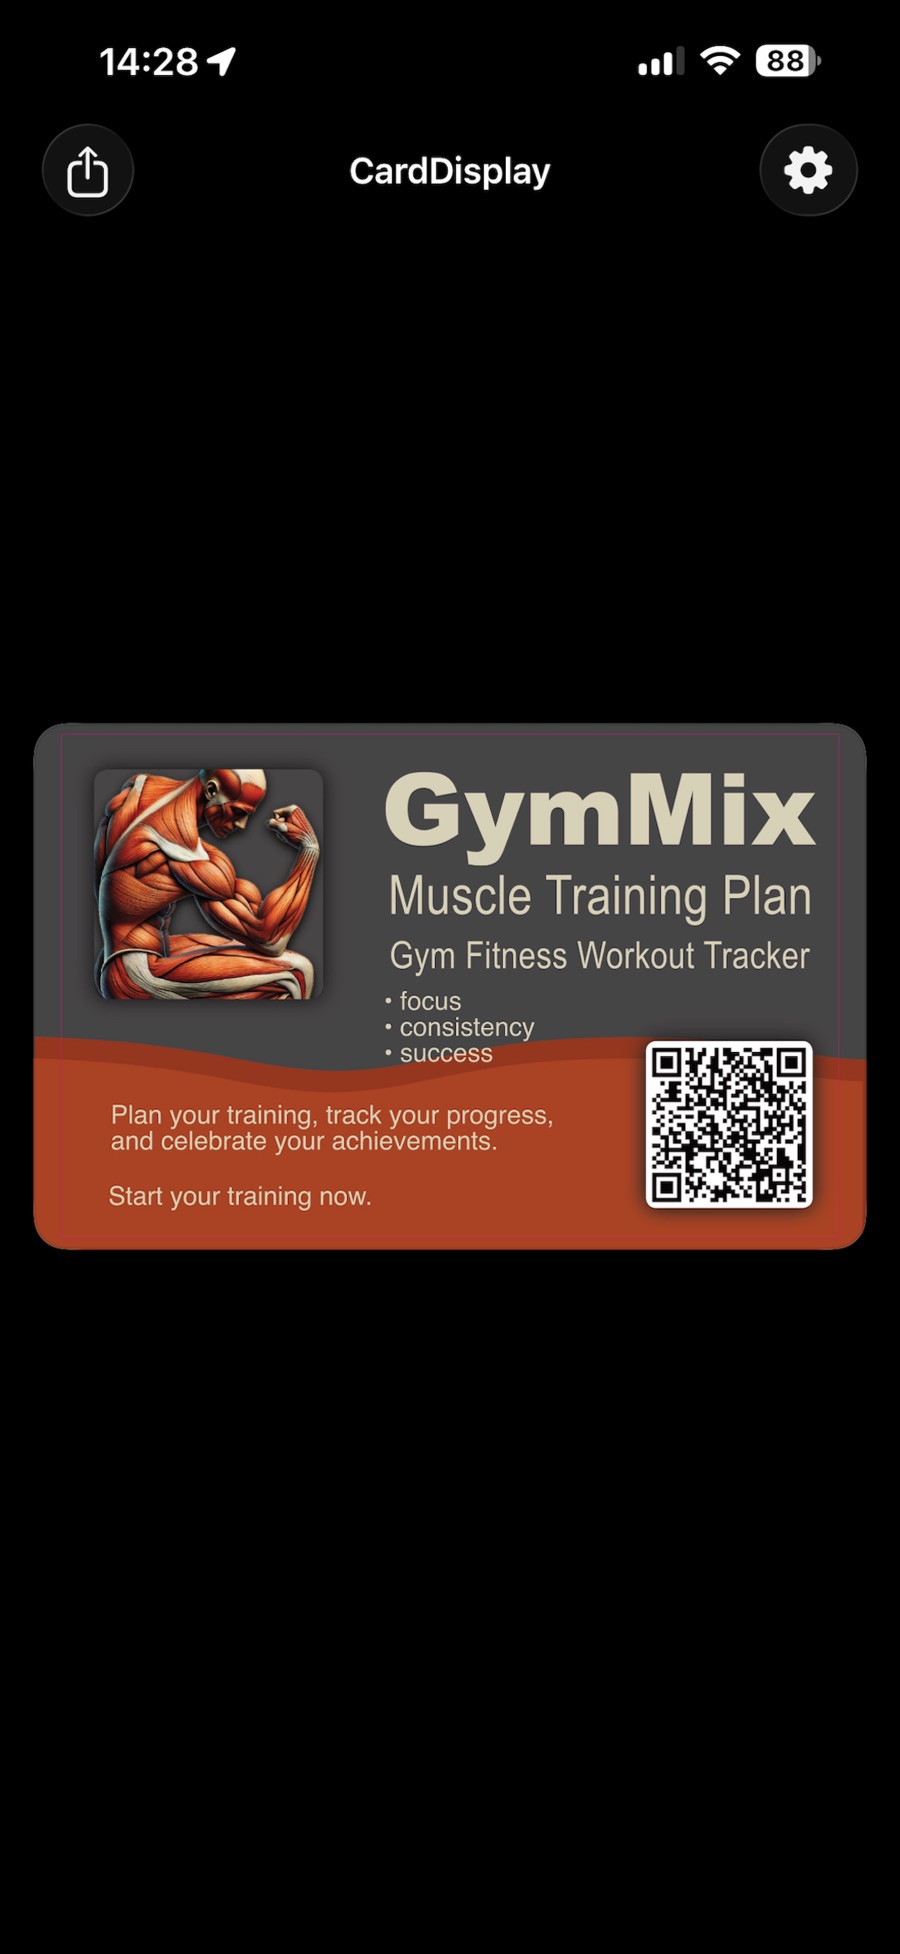 14:28
88
CardDisplay
GymMix
Muscle Training Plan
Gym Fitness Workout Tracker
• focus
• consistency
• success
Plan your training, track your progress,
and celebrate your achievements.
Start your training now.